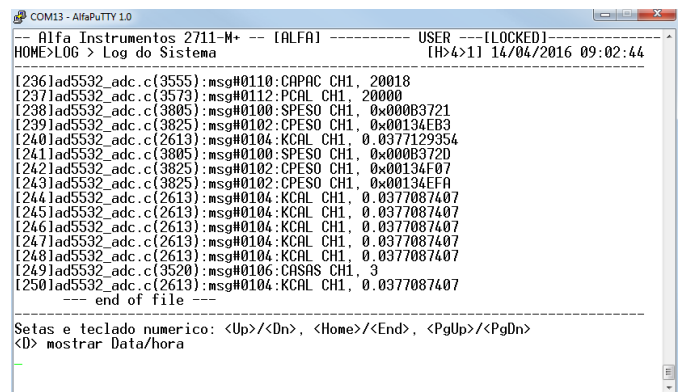 COM13 - AlfaPuTTY 1.0
-- Alfa Instrumentos 2711-M+ -- [ALFA] ---------- USER ---[LOCKED]--------------
HOME>LOG > Log do Sistema [H>4>1] 14/04/2016 09:02:44
--------------------------------------------------------------------------------
[236]ad5532_adc.c(3555):msg#0110:CAPAC CH1, 20018
[237]ad5532_adc.c(3573):msg#0112:PCAL CH1, 20000
[238]ad5532_adc.c(3805):msg#0100:SPESO CH1, 0x000B3721
[239]ad5532_adc.c(3825):msg#0102:CPESO CH1, 0x00134EB3
[240]ad5532_adc.c(2613):msg#0104:KCAL CH1, 0.0377129354
[241]ad5532_adc.c(3805):msg#0100:SPESO CH1, 0x000B372D
[242]ad5532_adc.c(3825):msg#0102:CPESO CH1, 0x00134F07
[243]ad5532_adc.c(3825):msg#0102:CPESO CH1, 0x00134EFA
[244]ad5532_adc.c(2613):msg#0104:KCAL CH1, 0.0377087407
[245]ad5532_adc.c(2613):msg#0104:KCAL CH1, 0.0377087407
[246]ad5532_adc.c(2613):msg#0104:KCAL CH1, 0.0377087407
[247]ad5532_adc.c(2613):msg#0104:KCAL CH1, 0.0377087407
[248]ad5532_adc.c(2613):msg#0104:KCAL CH1, 0.0377087407
[249]ad5532_adc.c(3520):msg#0106:CASAS CH1, 3
[250]ad5532_adc.c(2613):msg#0104:KCAL CH1, 0.0377087407
--- end of file ---
--------------------------------------------------------------------------------
Setas e teclado numerico: <Up>/<Dn>, <Home>/<End>, <PgUp>/<PgDn>
<D> mostrar Data/hora